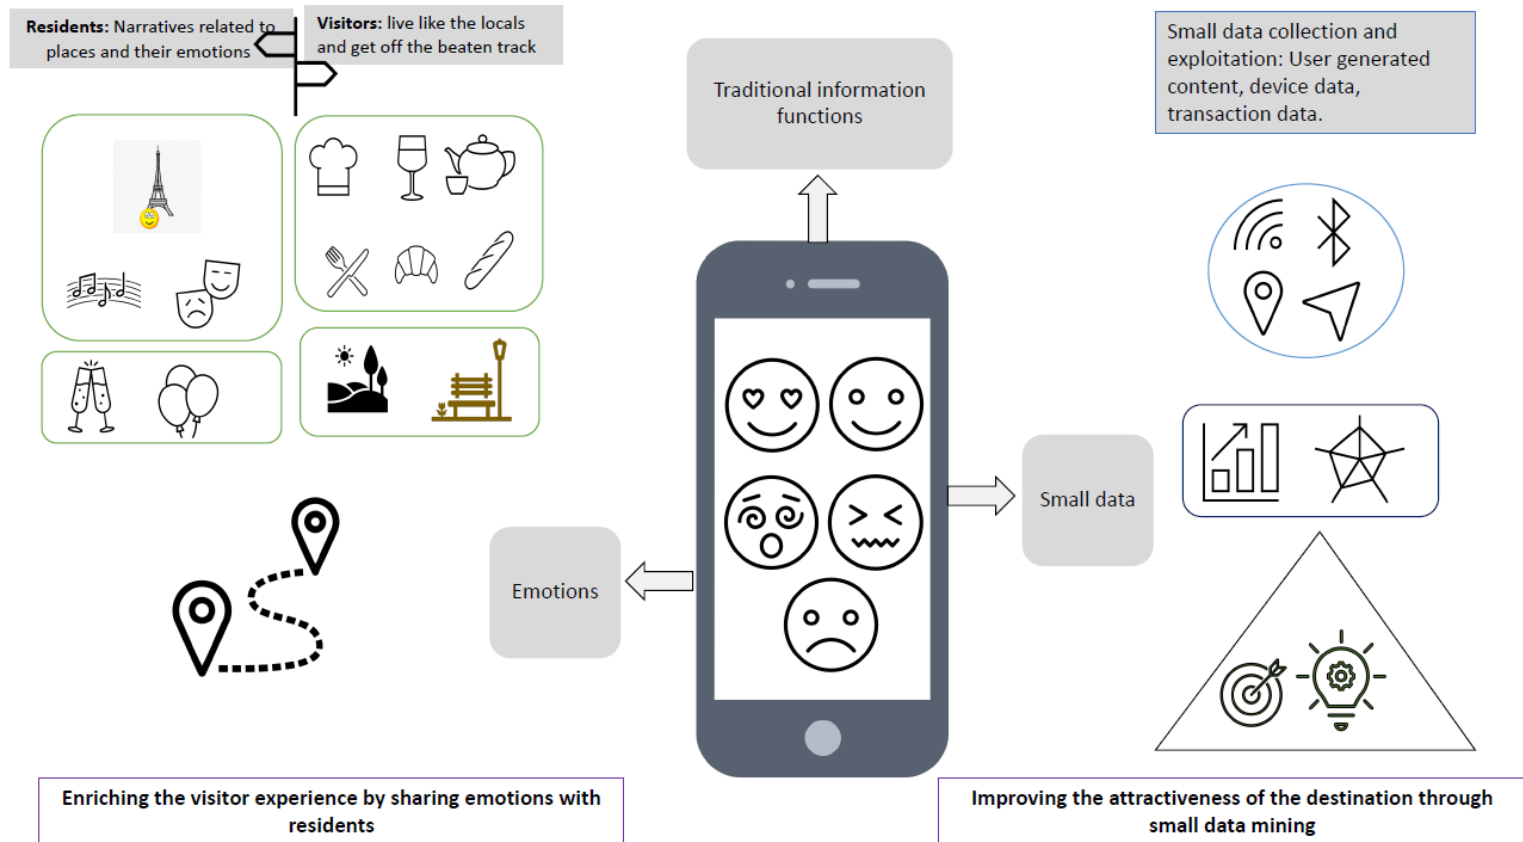 Residents: Narratives related to
places and their emotions
Visitors: live like the locals
and get off the beaten track
Traditional information
functions
Small data collection and
exploitation: User generated
content, device data,
transaction data.
Small data
Emotions
Enriching the visitor experience by sharing emotions with
residents
Improving the attractiveness of the destination through
small data mining